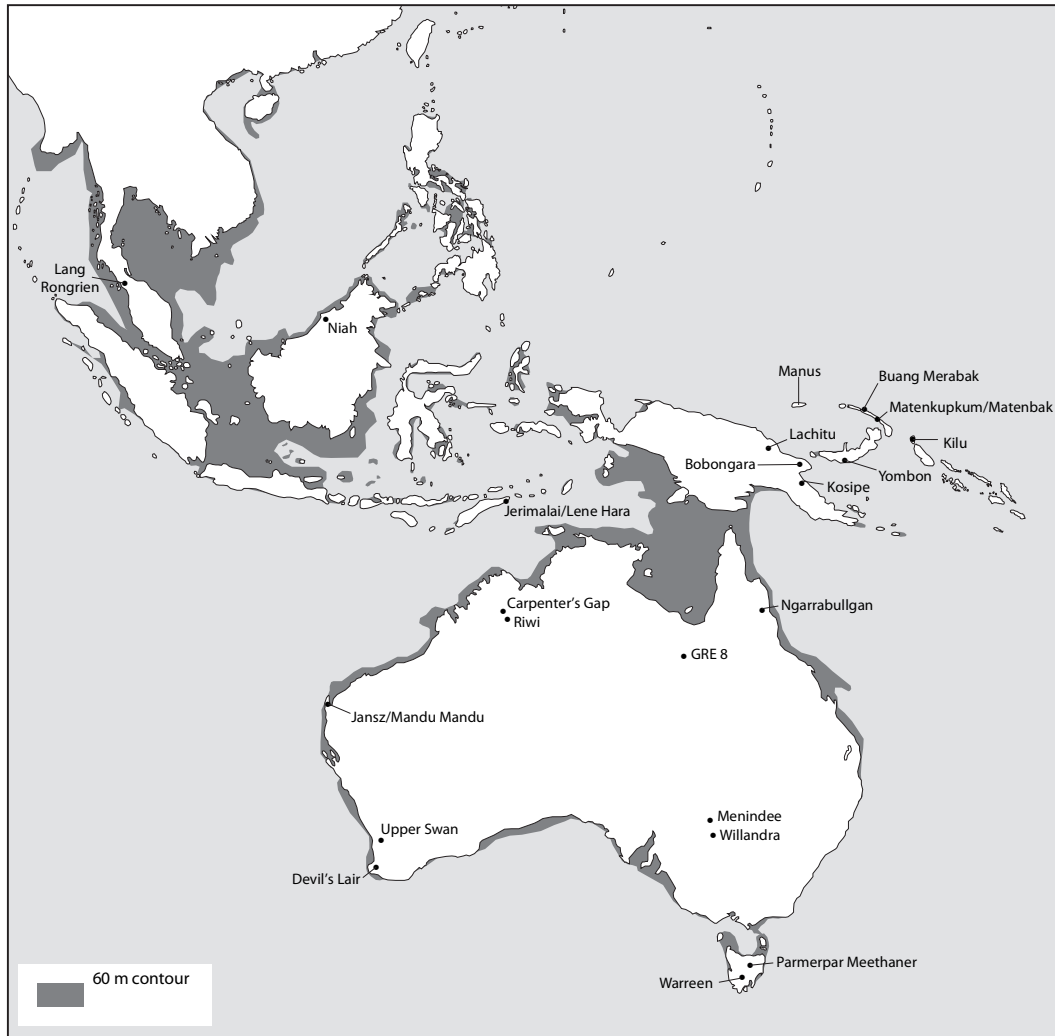 Lang
Rongrien
Niah
Manus
Buang Merabak
Matenkupkum/Matenbak
Lachitu
Kilu
Bobongara
Yombon
Kosipe
Jerimalai/Lene Hara
Carpenter's Gap
Riwi
Ngarrabullgan
GRE 8
Jansz/Mandu Mandu
Menindee
Upper Swan
Willandra
Devil's Lair
Parmerpar Meethaner
Warreen
60 m contour